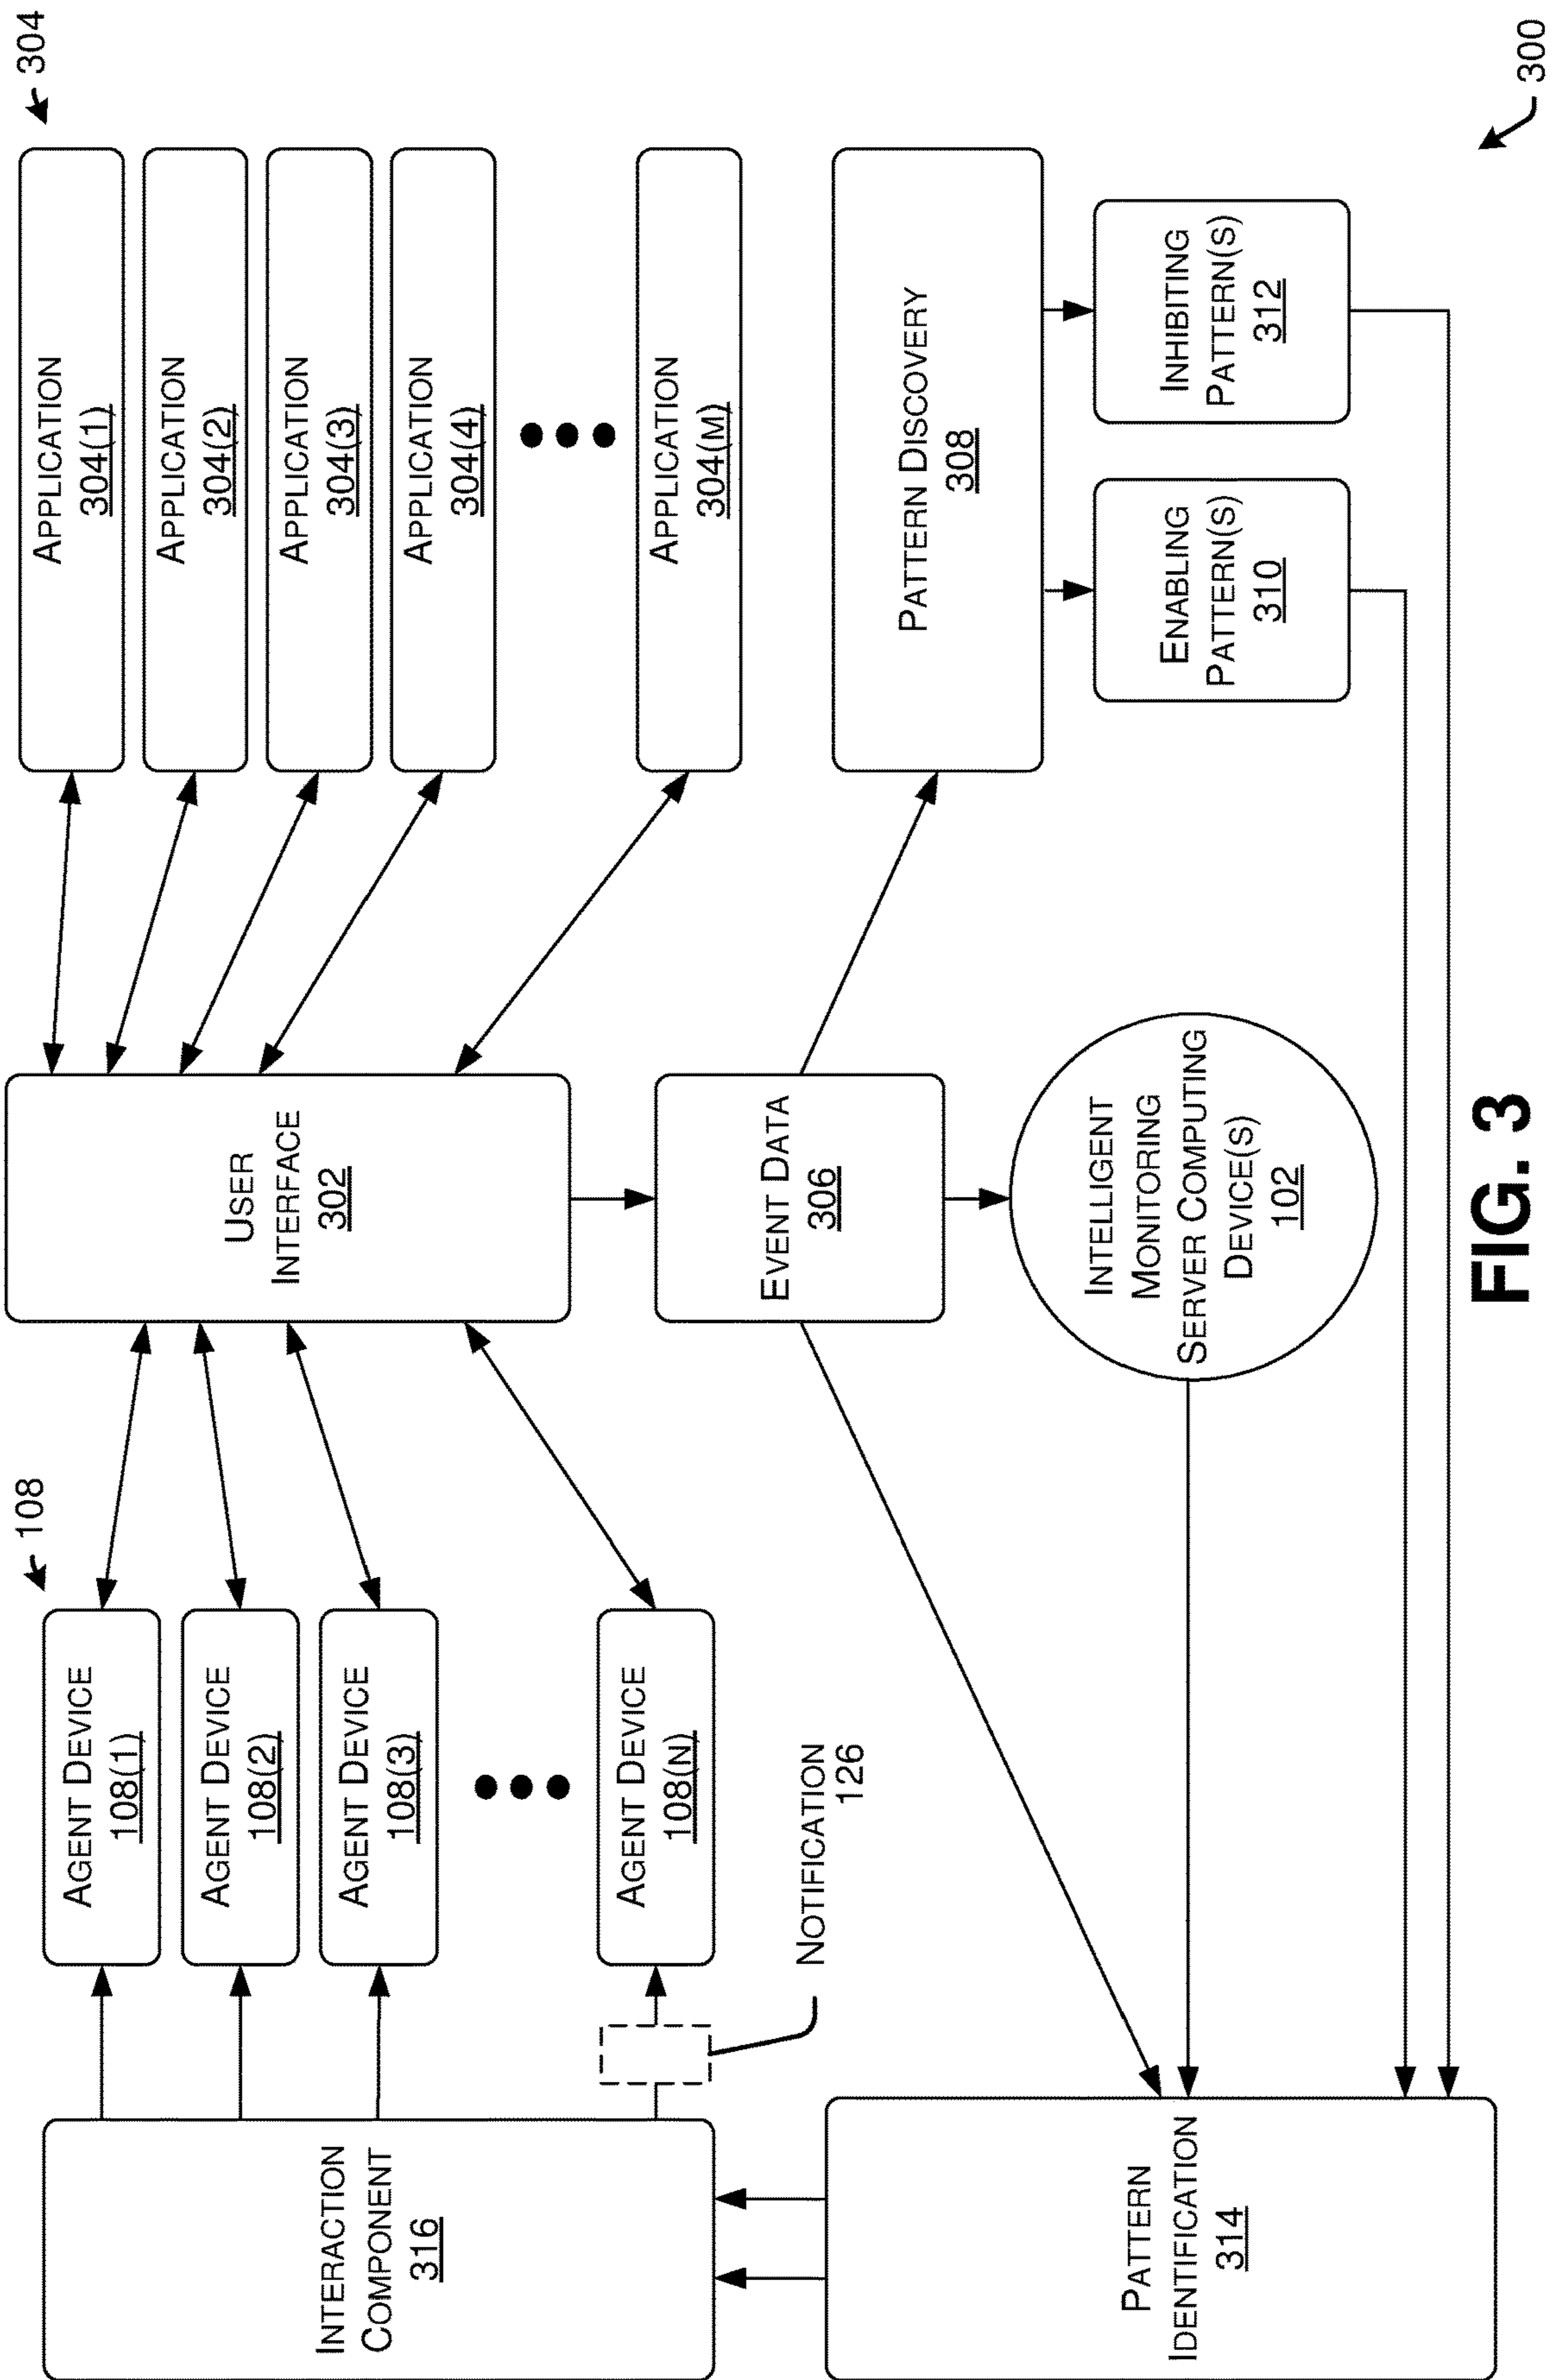 108
304
INTERACTION
COMPONENT
316
AGENT DEVICE
108(1)
AGENT DEVICE
108(2)
AGENT DEVICE
108(3)
AGENT DEVICE
108(N)
NOTIFICATION
126
USER
INTERFACE
302
APPLICATION
304(1)
APPLICATION
304(2)
APPLICATION
304(3)
APPLICATION
304(4)
APPLICATION
304(M)
EVENT DATA
306
PATTERN DISCOVERY
308
PATTERN
IDENTIFICATION
314
INTELLIGENT
MONITORING
SERVER COMPUTING
DEVICE(S)
102
ENABLING
PATTERN(S)
310
INHIBITING
PATTERN(S)
312
FIG. 3
300